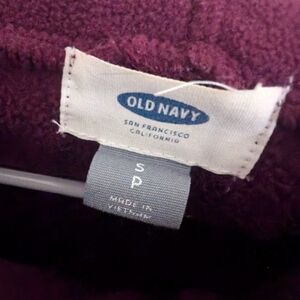 OLD NAVY
SAN FRANCISCO
CALIFORNIA
S
P
MADE IN
VIETNAM